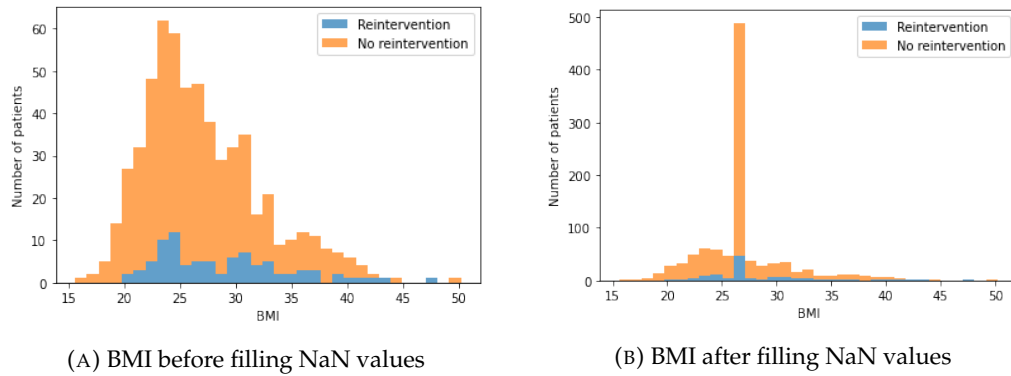 Reintervention
No reintervention
60
50
40
30
20
10
0
Number of patients
15 20 25 30 35 40 45 50
BMI
(A) BMI before filling NaN values
Reintervention
No reintervention
500
400
300
200
100
0
Number of patients
15 20 25 30 35 40 45 50
BMI
(B) BMI after filling NaN values